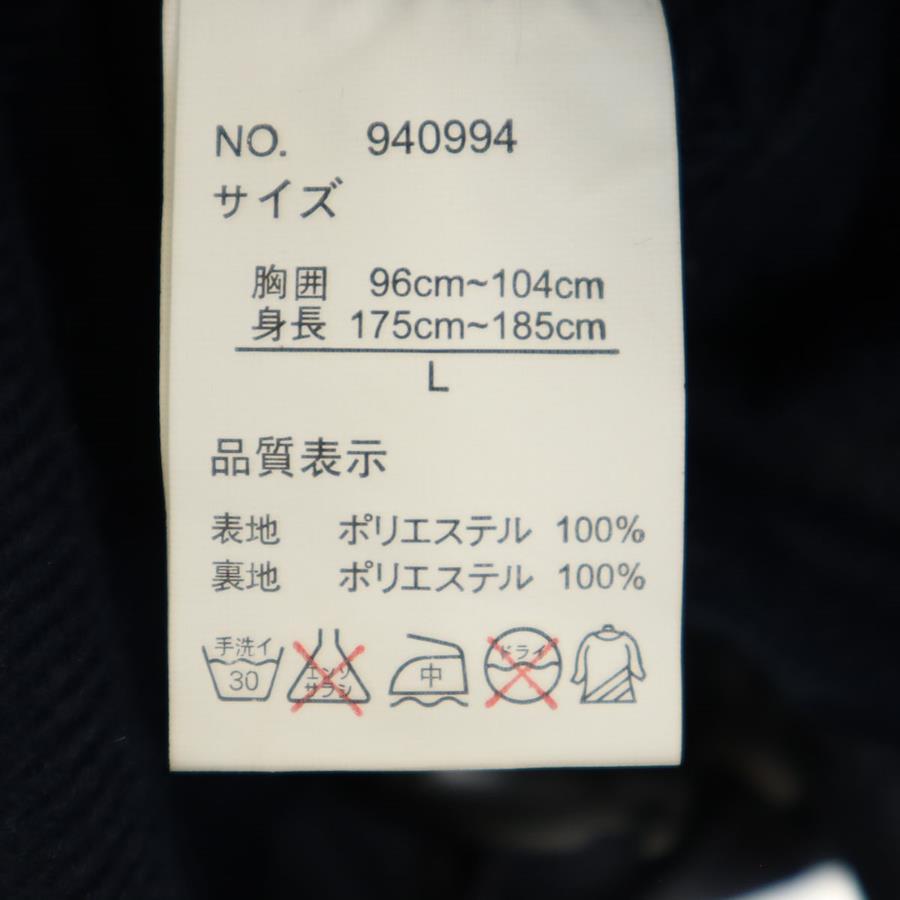 NO. 940994
サイズ
胸囲 96cm~104cm
身長 175cm~185cm
L
品質表示
表地 ポリエステル 100%
裏地 ポリエステル 100%
手洗イ 30
エンソサラシ
中
ドライ